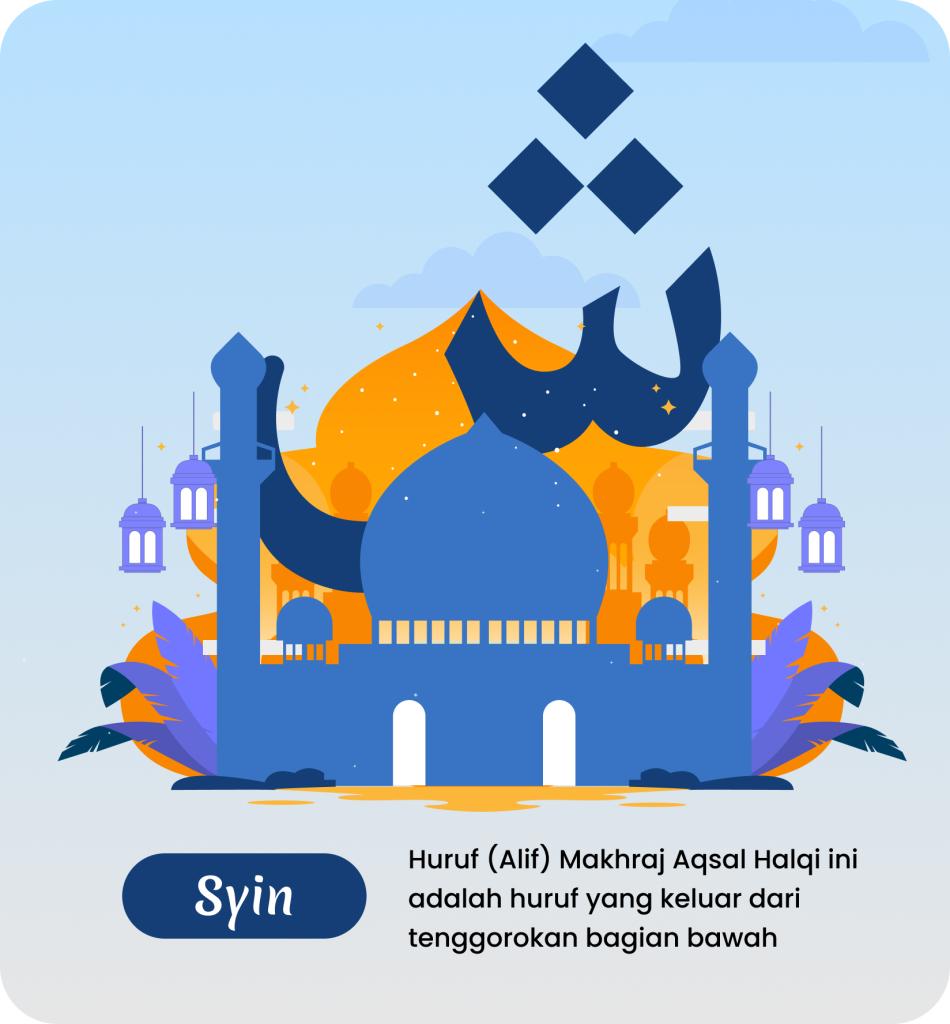 ش
Syin
Huruf (Alif) Makhraj Aqsal Halqi ini
adalah huruf yang keluar dari
tenggorokan bagian bawah